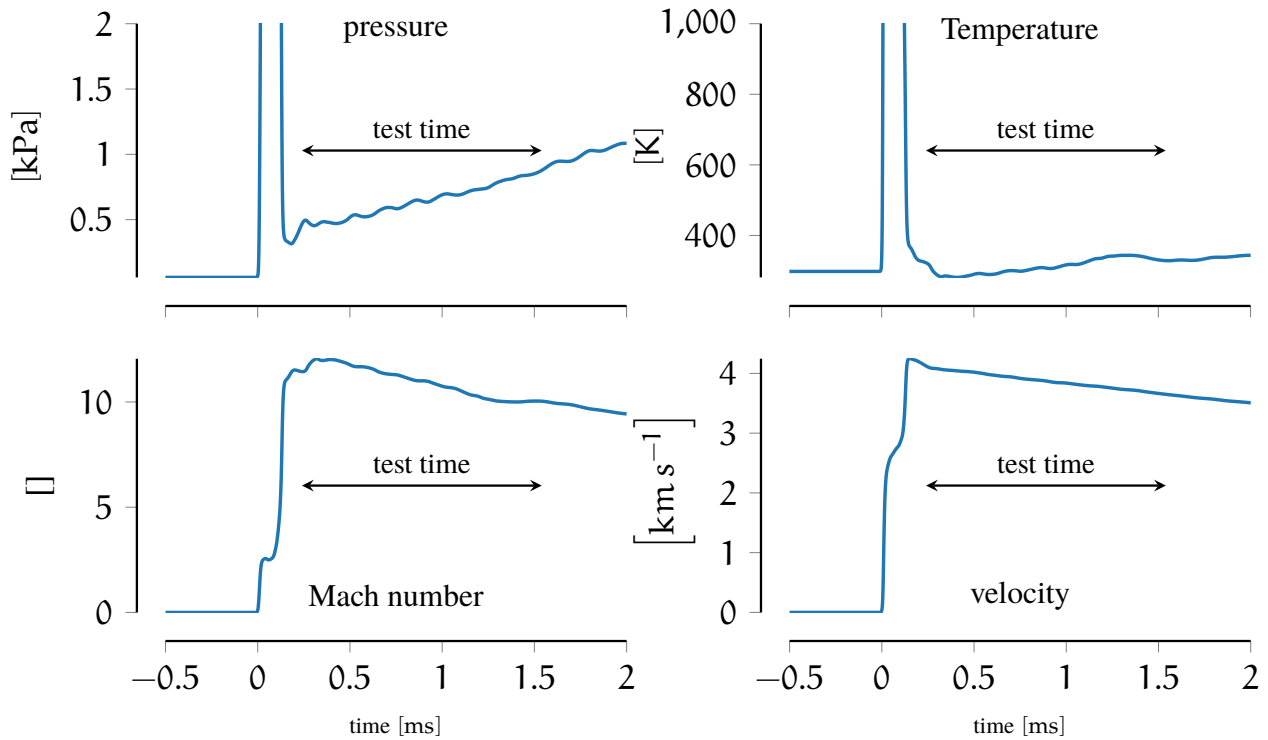 pressure
2
1.5
1
0.5
[kPa]
test time
Temperature
1,000
800
600
400
[K]
test time
10
5
0
[]
test time
Mach number
−0.5 0 0.5 1 1.5 2
time [ms]
4
3
2
1
0
[km s⁻¹]
test time
velocity
−0.5 0 0.5 1 1.5 2
time [ms]